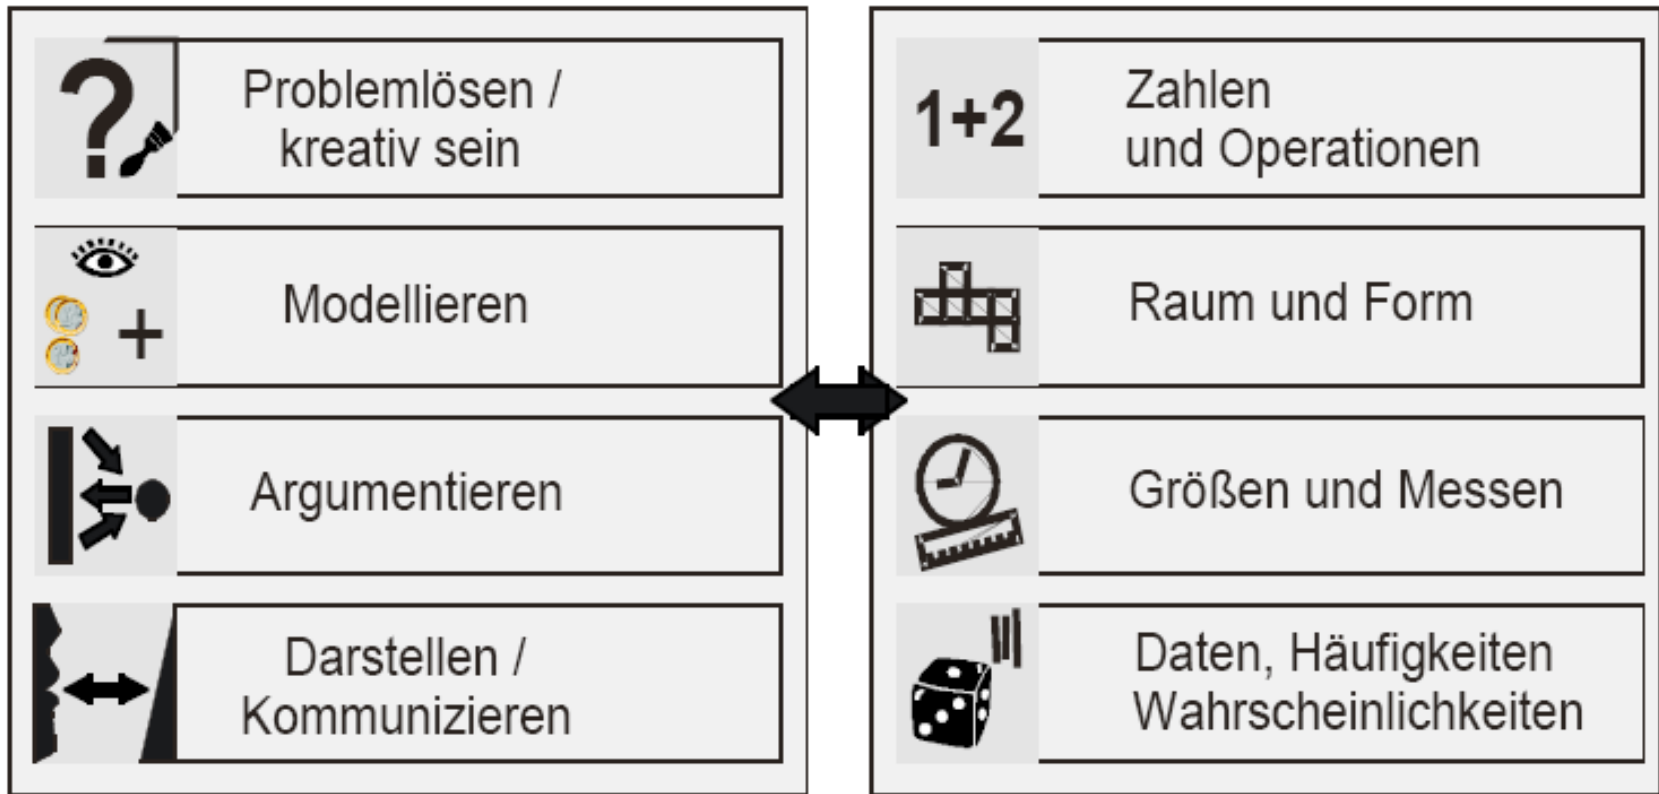 Problemlösen /
kreativ sein
Modellieren
Argumentieren
Darstellen /
Kommunizieren
1+2
Zahlen
und Operationen
Raum und Form
Größen und Messen
Daten, Häufigkeiten
Wahrscheinlichkeiten